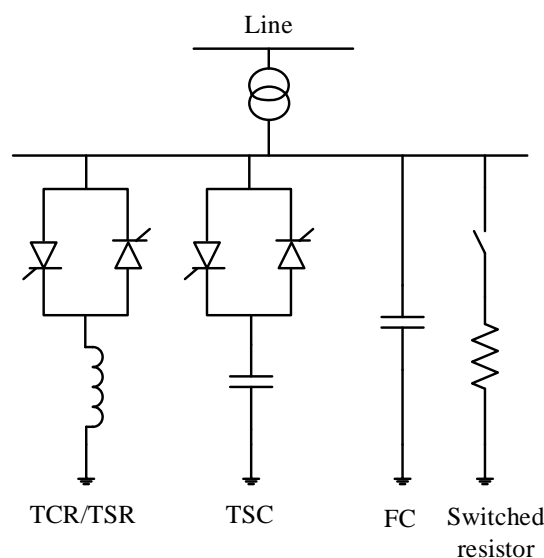 Line
TCR/TSR
TSC
FC
Switched
resistor